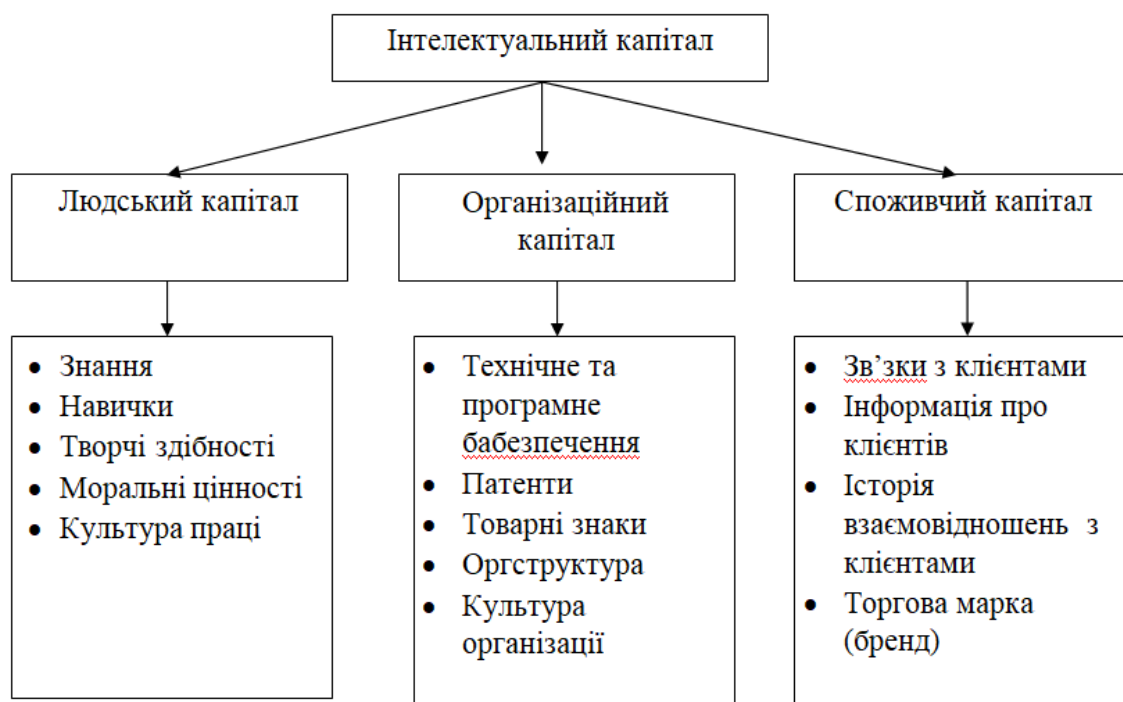 Інтелектуальний капітал
Людський капітал
Організаційний
капітал
Споживчий капітал
• Знання
• Навички
• Творчі здібності
• Моральні цінності
• Культура праці
• Технічне та
програмне
бабезпечення
• Патенти
• Товарні знаки
• Оргструктура
• Культура
організації
• Зв’зки з клієнтами
• Інформація про
клієнтів
• Історія
взаємовідношень з
клієнтами
• Торгова марка
(бренд)